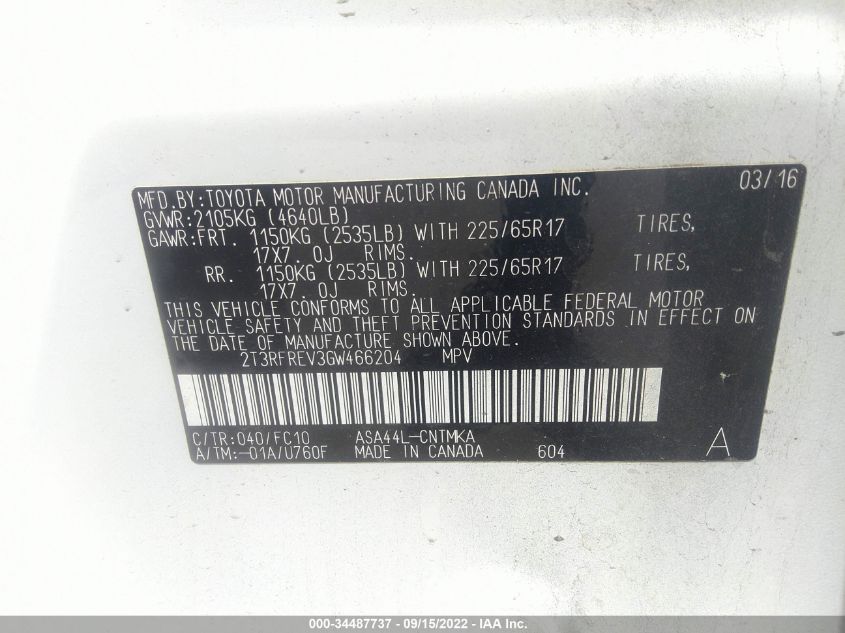 MFD.BY:TOYOTA MOTOR MANUFACTURING CANADA INC. 03/16
GVWR:2105KG (4640LB)
GAWR:FRT. 1150KG (2535LB) WITH 225/65R17 TIRES,
17X7.0J RIMS.
RR. 1150KG (2535LB) WITH 225/65R17 TIRES,
17X7.0J RIMS.
THIS VEHICLE CONFORMS TO ALL APPLICABLE FEDERAL MOTOR
VEHICLE SAFETY AND THEFT PREVENTION STANDARDS IN EFFECT ON
THE DATE OF MANUFACTURE SHOWN ABOVE.
2T3RFREV3GW466204 MPV
C/TR:040/FC10 ASA44L-CNTMKA
A/TM:-01A/U760F MADE IN CANADA 604 A
000-34487737 - 09/15/2022 - IAA Inc.